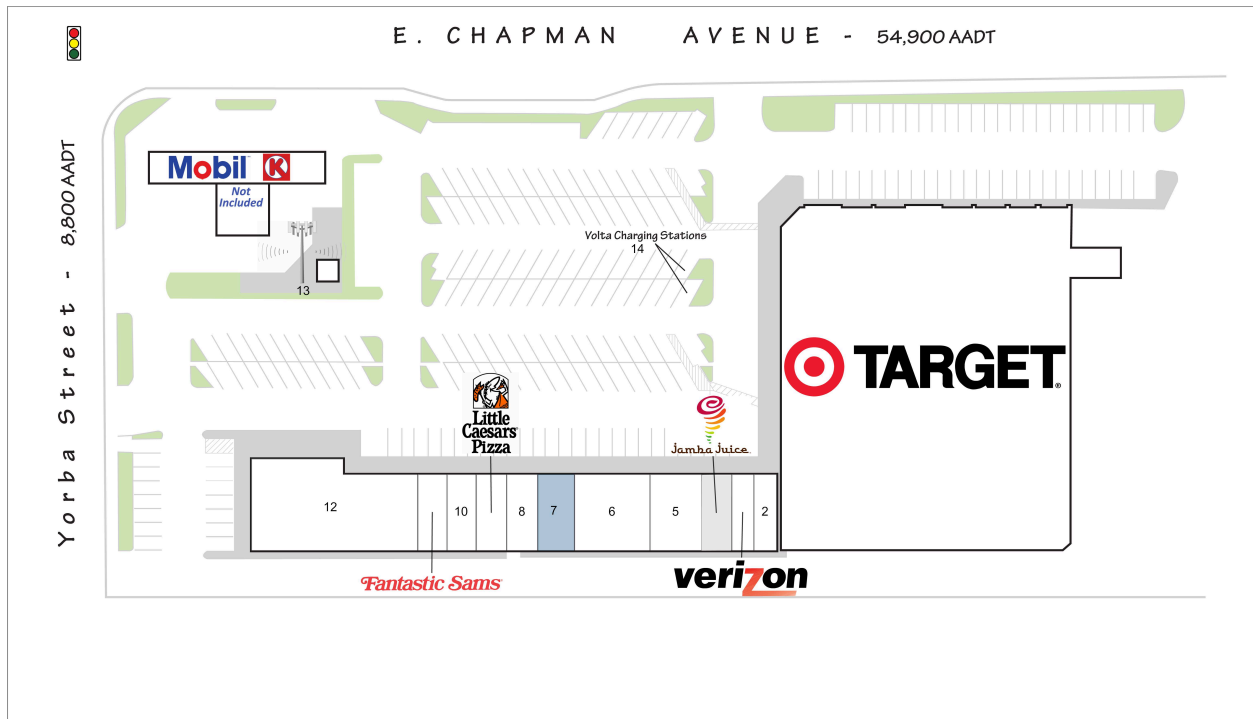 E. CHAPMAN AVENUE - 54,900 AADT
Yorba Street - 8,800 AADT
Mobil K
Not
Included
Volta Charging Stations
14
13
TARGET
Little
Caesars
Pizza
Jamba Juice
12
10
8
7
6
5
2
Fantastic Sams
verizon